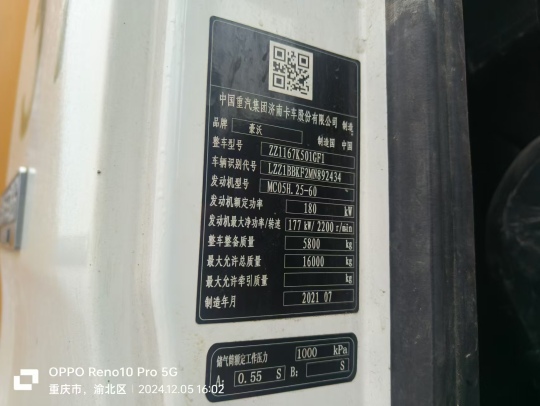 中国重汽集团济南卡车股份有限公司 制造
品牌 豪沃 制造国 中国
整车型号 ZZ1167K501GF1
车辆识别代号 LZZ1BBKF2MN892434
发动机型号 MC05H.25-60
发动机额定功率 180 kW
发动机最大净功率/转速 177 kW/ 2200 r/min
整车整备质量 5800 kg
最大允许总质量 16000 kg
最大允许牵引质量 kg
制造年月 2021 07
储气筒额定工作压力 1000 kPa
A: 0.55 S B: S
OPPO Reno10 Pro 5G
重庆市，渝北区 | 2024.12.05 16:02